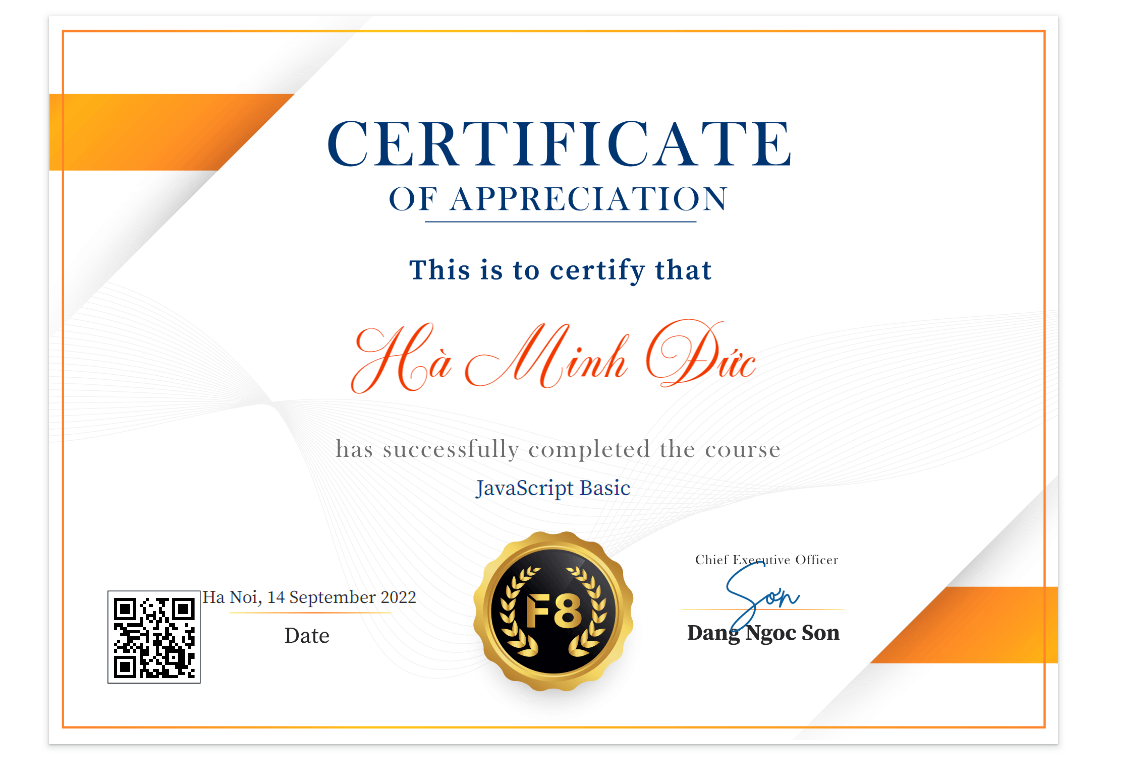 CERTIFICATE
OF APPRECIATION
This is to certify that
Hà Minh Đức
has successfully completed the course
JavaScript Basic
Ha Noi, 14 September 2022
Date
F8
Chief Executive Officer
Son
Dang Ngoc Son